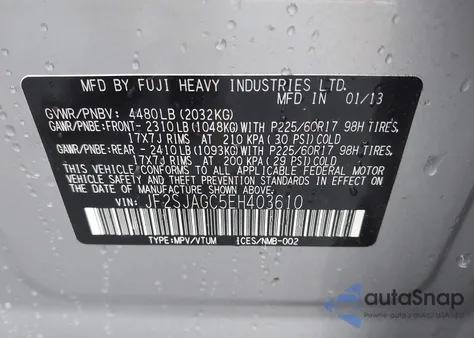 MFD BY FUJI HEAVY INDUSTRIES LTD.
MFD IN 01/13
GVWR/PNBV: 4480LB(2032KG)
GAWR/PNBE:FRONT-2310LB(1048KG)WITH P225/60R17 98H TIRES,
17X7J RIMS AT 210 KPA(30 PSI)COLD
GAWR/PNBE:REAR -2410LB(1093KG)WITH P225/60R17 98H TIRES,
17X7J RIMS AT 200 KPA(29 PSI)COLD
THIS VEHICLE CONFORMS TO ALL APPLICABLE FEDERAL MOTOR
VEHICLE SAFETY AND THEFT PREVENTION STANDARDS IN
EFFECT ON THE DATE OF MANUFACTURE SHOWN ABOVE.
VIN: JF2SJAGC5EH403610
TYPE:MPV/VTUM ICES/NMB-002
autoSnap